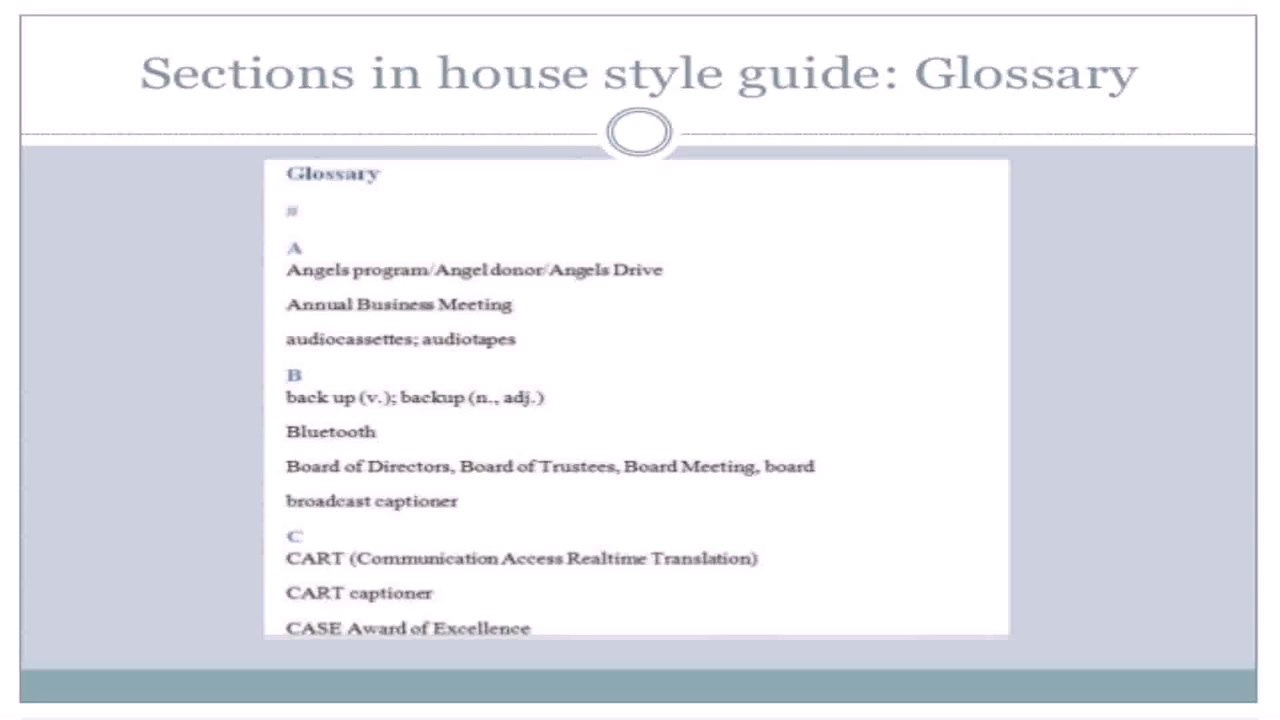 Sections in house style guide: Glossary
Glossary
#
A
Angels program/Angel donor/Angels Drive
Annual Business Meeting
audiocassettes; audiotapes
B
back up (v.); backup (n., adj.)
Bluetooth
Board of Directors, Board of Trustees, Board Meeting, board
broadcast captioner
C
CART (Communication Access Realtime Translation)
CART captioner
CASE Award of Excellence